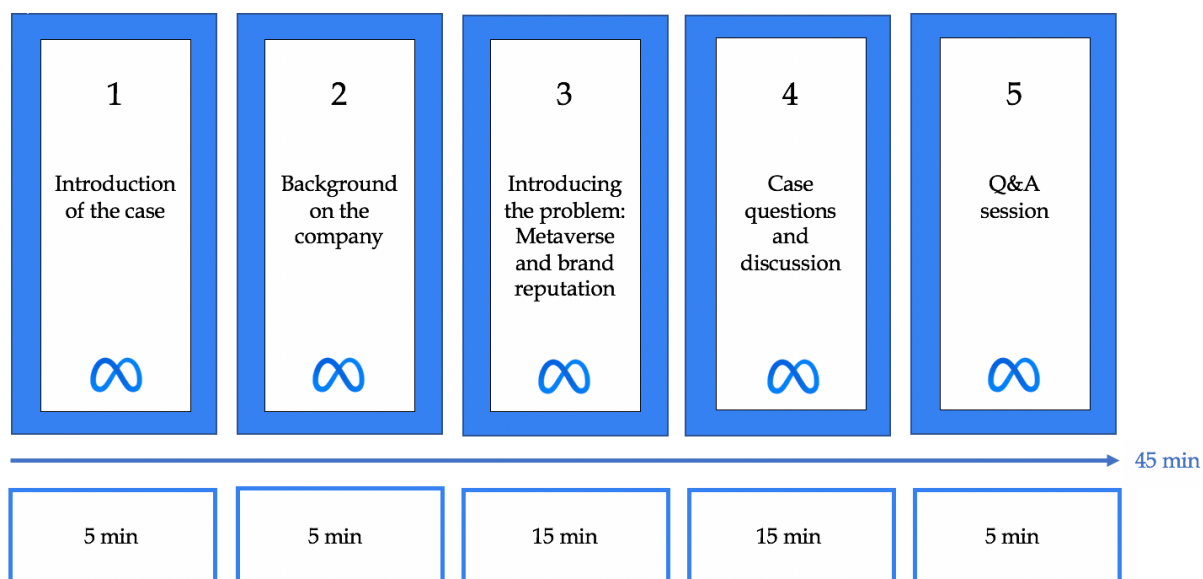 1
Introduction
of the case
2
Background
on the
company
3
Introducing
the problem:
Metaverse
and brand
reputation
4
Case
questions
and
discussion
5
Q&A
session
45 min
5 min
5 min
15 min
15 min
5 min